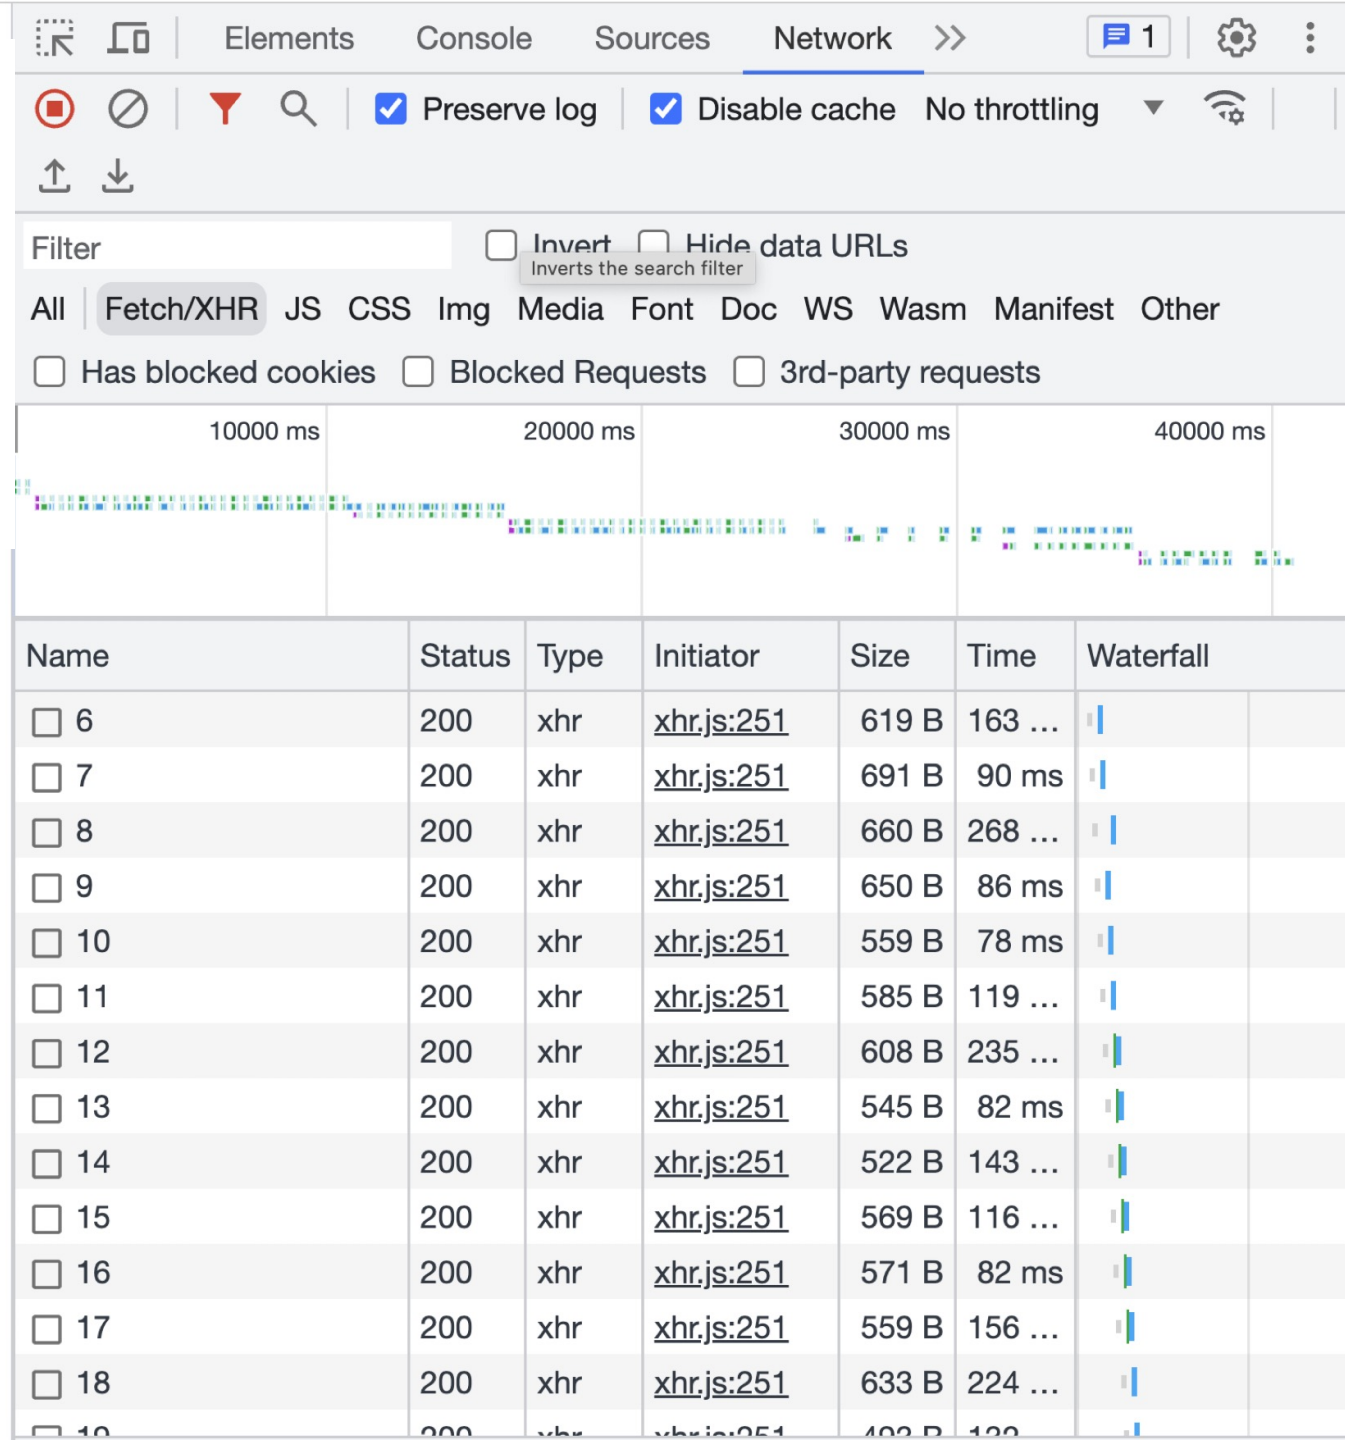 Elements Console Sources Network 1
Preserve log Disable cache No throttling
Filter Invert Hide data URLs
Inverts the search filter
All Fetch/XHR JS CSS Img Media Font Doc WS Wasm Manifest Other
Has blocked cookies Blocked Requests 3rd-party requests
10000 ms 20000 ms 30000 ms 40000 ms
Name Status Type Initiator Size Time Waterfall
6 200 xhr xhr.js:251 619 B 163 ...
7 200 xhr xhr.js:251 691 B 90 ms
8 200 xhr xhr.js:251 660 B 268 ...
9 200 xhr xhr.js:251 650 B 86 ms
10 200 xhr xhr.js:251 559 B 78 ms
11 200 xhr xhr.js:251 585 B 119 ...
12 200 xhr xhr.js:251 608 B 235 ...
13 200 xhr xhr.js:251 545 B 82 ms
14 200 xhr xhr.js:251 522 B 143 ...
15 200 xhr xhr.js:251 569 B 116 ...
16 200 xhr xhr.js:251 571 B 82 ms
17 200 xhr xhr.js:251 559 B 156 ...
18 200 xhr xhr.js:251 633 B 224 ...
19 200 xhr xhr.js:251